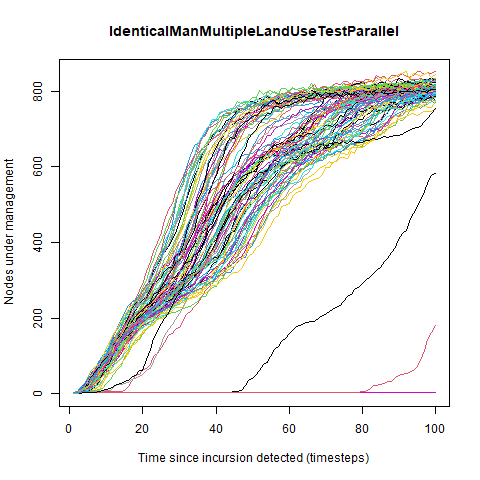 IdenticalManMultipleLandUseTestParallel
Nodes under management
800
600
400
200
0
0 20 40 60 80 100
Time since incursion detected (timesteps)